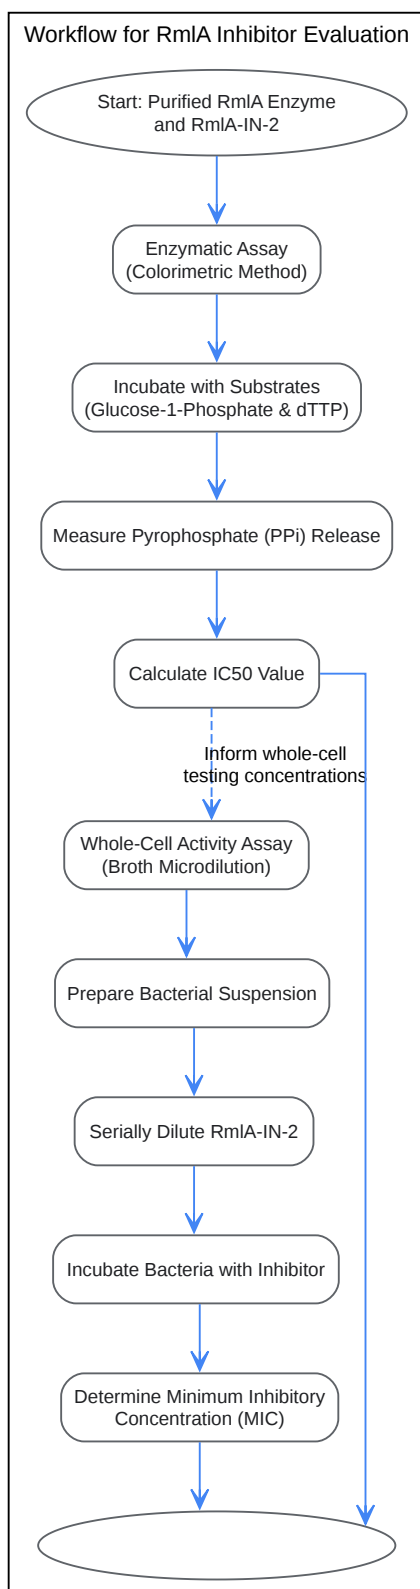 Workflow for RmlA Inhibitor Evaluation
Start: Purified RmlA Enzyme
and RmlA-IN-2
Enzymatic Assay
(Colorimetric Method)
Incubate with Substrates
(Glucose-1-Phosphate & dTTP)
Measure Pyrophosphate (PPi) Release
Calculate IC50 Value
Inform whole-cell
testing concentrations
Whole-Cell Activity Assay
(Broth Microdilution)
Prepare Bacterial Suspension
Serially Dilute RmlA-IN-2
Incubate Bacteria with Inhibitor
Determine Minimum Inhibitory
Concentration (MIC)